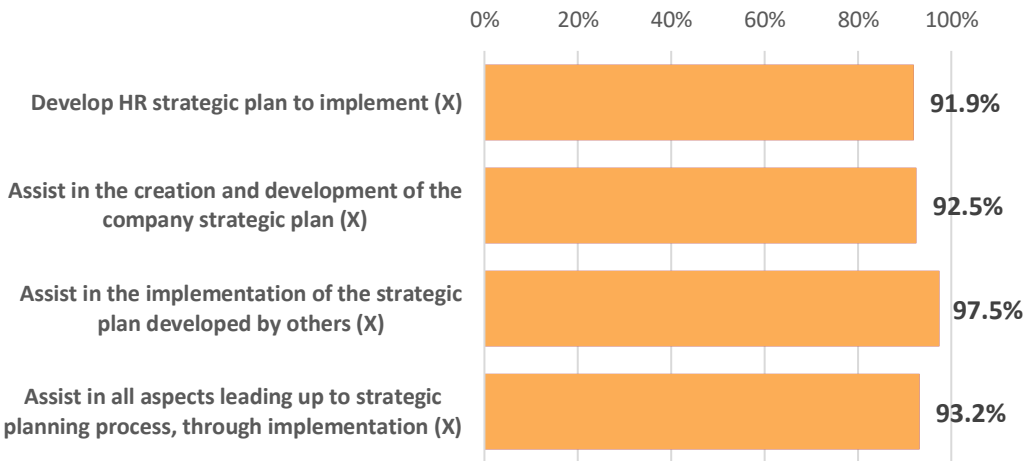 0% 20% 40% 60% 80% 100%
Develop HR strategic plan to implement (X)
91.9%
Assist in the creation and development of the
company strategic plan (X)
92.5%
Assist in the implementation of the strategic
plan developed by others (X)
97.5%
Assist in all aspects leading up to strategic
planning process, through implementation (X)
93.2%